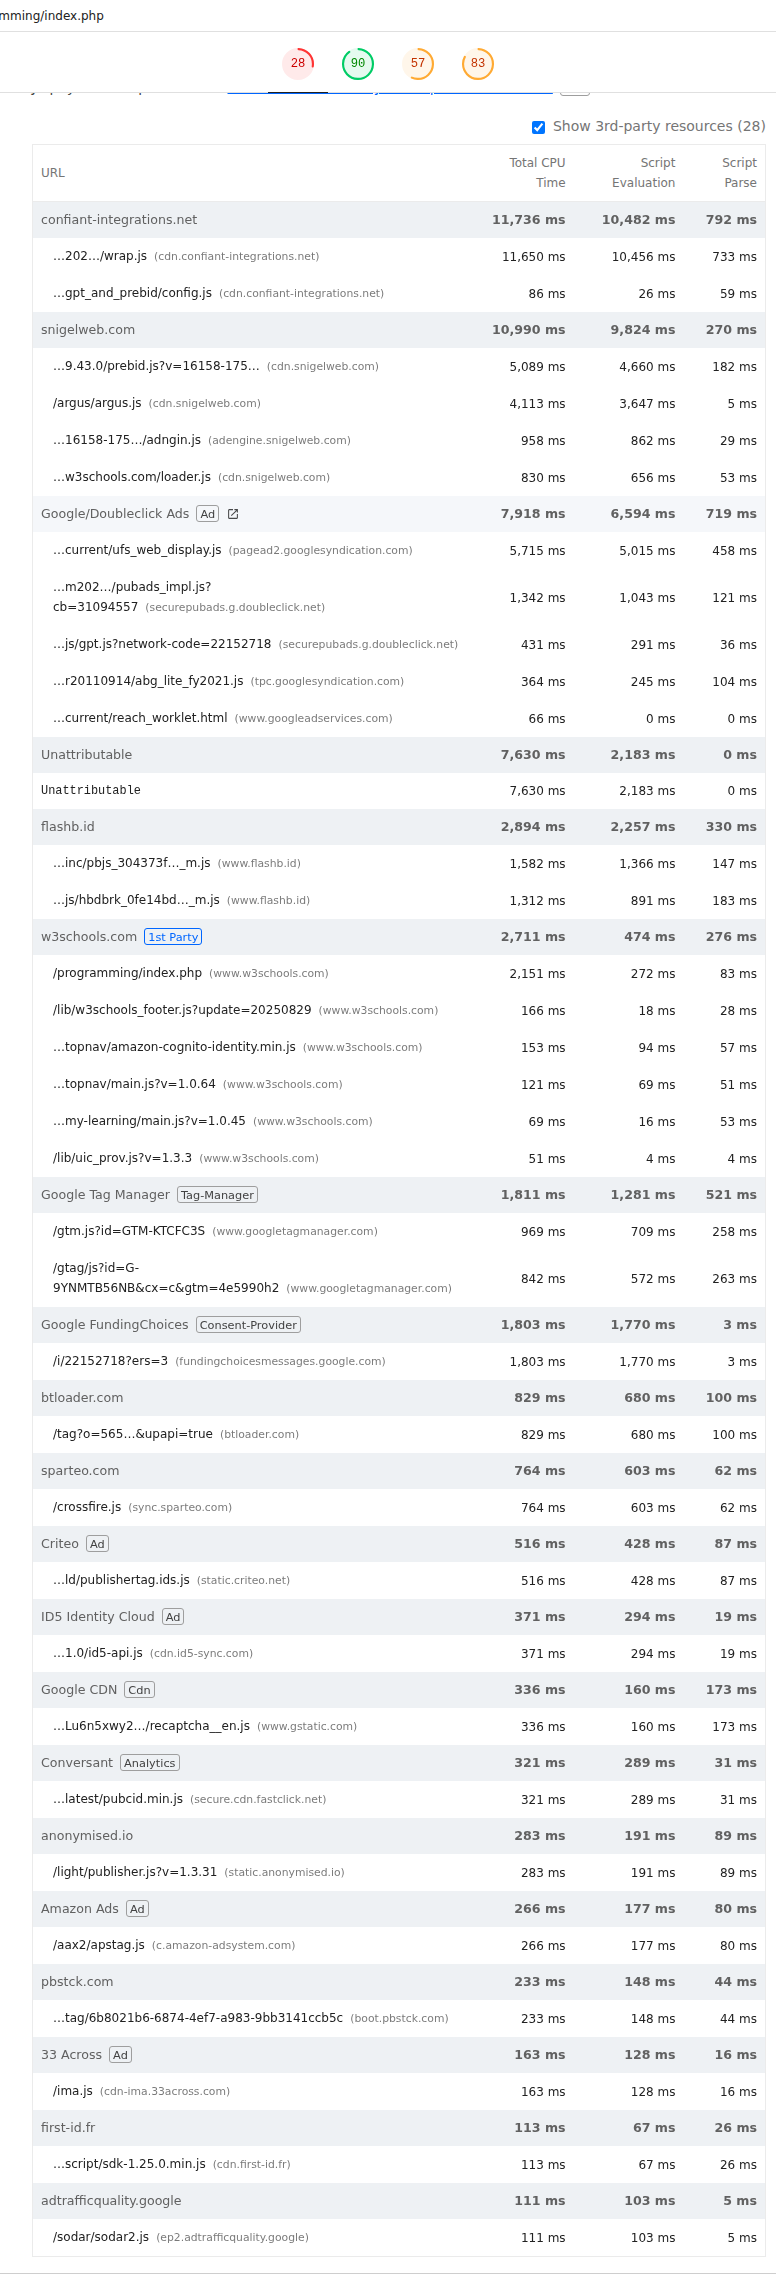 mming/index.php
28 90 57 83
Show 3rd-party resources (28)
URL Total CPU Time Script Evaluation Script Parse
confiant-integrations.net 11,736 ms 10,482 ms 792 ms
…202…/wrap.js (cdn.confiant-integrations.net) 11,650 ms 10,456 ms 733 ms
…gpt_and_prebid/config.js (cdn.confiant-integrations.net) 86 ms 26 ms 59 ms
snigelweb.com 10,990 ms 9,824 ms 270 ms
…9.43.0/prebid.js?v=16158-175… (cdn.snigelweb.com) 5,089 ms 4,660 ms 182 ms
/argus/argus.js (cdn.snigelweb.com) 4,113 ms 3,647 ms 5 ms
…16158-175…/adngin.js (adengine.snigelweb.com) 958 ms 862 ms 29 ms
…w3schools.com/loader.js (cdn.snigelweb.com) 830 ms 656 ms 53 ms
Google/Doubleclick Ads Ad 7,918 ms 6,594 ms 719 ms
…current/ufs_web_display.js (pagead2.googlesyndication.com) 5,715 ms 5,015 ms 458 ms
…m202…/pubads_impl.js?
cb=31094557 (securepubads.g.doubleclick.net) 1,342 ms 1,043 ms 121 ms
…js/gpt.js?network-code=22152718 (securepubads.g.doubleclick.net) 431 ms 291 ms 36 ms
…r20110914/abg_lite_fy2021.js (tpc.googlesyndication.com) 364 ms 245 ms 104 ms
…current/reach_worklet.html (www.googleadservices.com) 66 ms 0 ms 0 ms
Unattributable 7,630 ms 2,183 ms 0 ms
Unattributable 7,630 ms 2,183 ms 0 ms
flashb.id 2,894 ms 2,257 ms 330 ms
…inc/pbjs_304373f…_m.js (www.flashb.id) 1,582 ms 1,366 ms 147 ms
…js/hbdbrk_0fe14bd…_m.js (www.flashb.id) 1,312 ms 891 ms 183 ms
w3schools.com 1st Party 2,711 ms 474 ms 276 ms
/programming/index.php (www.w3schools.com) 2,151 ms 272 ms 83 ms
/lib/w3schools_footer.js?update=20250829 (www.w3schools.com) 166 ms 18 ms 28 ms
…topnav/amazon-cognito-identity.min.js (www.w3schools.com) 153 ms 94 ms 57 ms
…topnav/main.js?v=1.0.64 (www.w3schools.com) 121 ms 69 ms 51 ms
…my-learning/main.js?v=1.0.45 (www.w3schools.com) 69 ms 16 ms 53 ms
/lib/uic_prov.js?v=1.3.3 (www.w3schools.com) 51 ms 4 ms 4 ms
Google Tag Manager Tag-Manager 1,811 ms 1,281 ms 521 ms
/gtm.js?id=GTM-KTCFC3S (www.googletagmanager.com) 969 ms 709 ms 258 ms
/gtag/js?id=G-
9YNMTB56NB&cx=c&gtm=4e5990h2 (www.googletagmanager.com) 842 ms 572 ms 263 ms
Google FundingChoices Consent-Provider 1,803 ms 1,770 ms 3 ms
/i/22152718?ers=3 (fundingchoicesmessages.google.com) 1,803 ms 1,770 ms 3 ms
btloader.com 829 ms 680 ms 100 ms
/tag?o=565…&upapi=true (btloader.com) 829 ms 680 ms 100 ms
sparteo.com 764 ms 603 ms 62 ms
/crossfire.js (sync.sparteo.com) 764 ms 603 ms 62 ms
Criteo Ad 516 ms 428 ms 87 ms
…ld/publishertag.ids.js (static.criteo.net) 516 ms 428 ms 87 ms
ID5 Identity Cloud Ad 371 ms 294 ms 19 ms
…1.0/id5-api.js (cdn.id5-sync.com) 371 ms 294 ms 19 ms
Google CDN Cdn 336 ms 160 ms 173 ms
…Lu6n5xwy2…/recaptcha__en.js (www.gstatic.com) 336 ms 160 ms 173 ms
Conversant Analytics 321 ms 289 ms 31 ms
…latest/pubcid.min.js (secure.cdn.fastclick.net) 321 ms 289 ms 31 ms
anonymised.io 283 ms 191 ms 89 ms
/light/publisher.js?v=1.3.31 (static.anonymised.io) 283 ms 191 ms 89 ms
Amazon Ads Ad 266 ms 177 ms 80 ms
/aax2/apstag.js (c.amazon-adsystem.com) 266 ms 177 ms 80 ms
pbstck.com 233 ms 148 ms 44 ms
…tag/6b8021b6-6874-4ef7-a983-9bb3141ccb5c (boot.pbstck.com) 233 ms 148 ms 44 ms
33 Across Ad 163 ms 128 ms 16 ms
/ima.js (cdn-ima.33across.com) 163 ms 128 ms 16 ms
first-id.fr 113 ms 67 ms 26 ms
…script/sdk-1.25.0.min.js (cdn.first-id.fr) 113 ms 67 ms 26 ms
adtrafficquality.google 111 ms 103 ms 5 ms
/sodar/sodar2.js (ep2.adtrafficquality.google) 111 ms 103 ms 5 ms